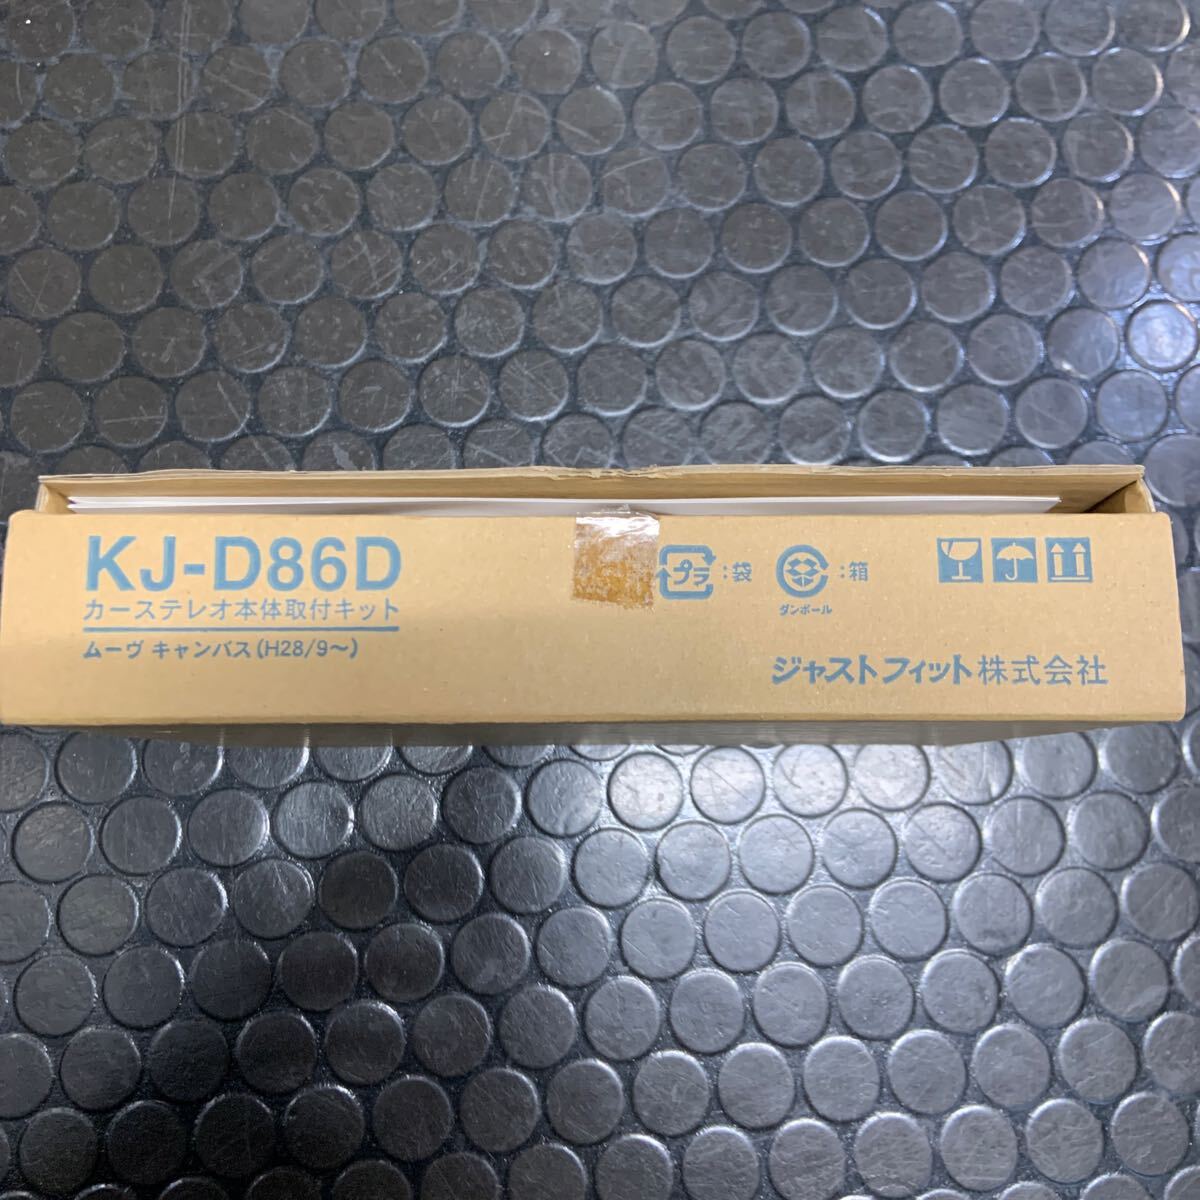 KJ-D86D
カーステレオ本体取付キット
ムーヴ キャンバス(H28/9〜)
プラ:袋
:箱
ダンボール
ジャストフィット株式会社